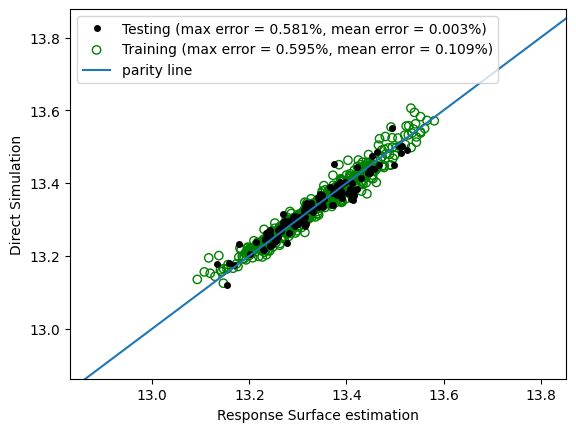 Testing (max error = 0.581%, mean error = 0.003%)
Training (max error = 0.595%, mean error = 0.109%)
parity line
13.8
13.6
13.4
13.2
13.0
Direct Simulation
13.0 13.2 13.4 13.6 13.8
Response Surface estimation